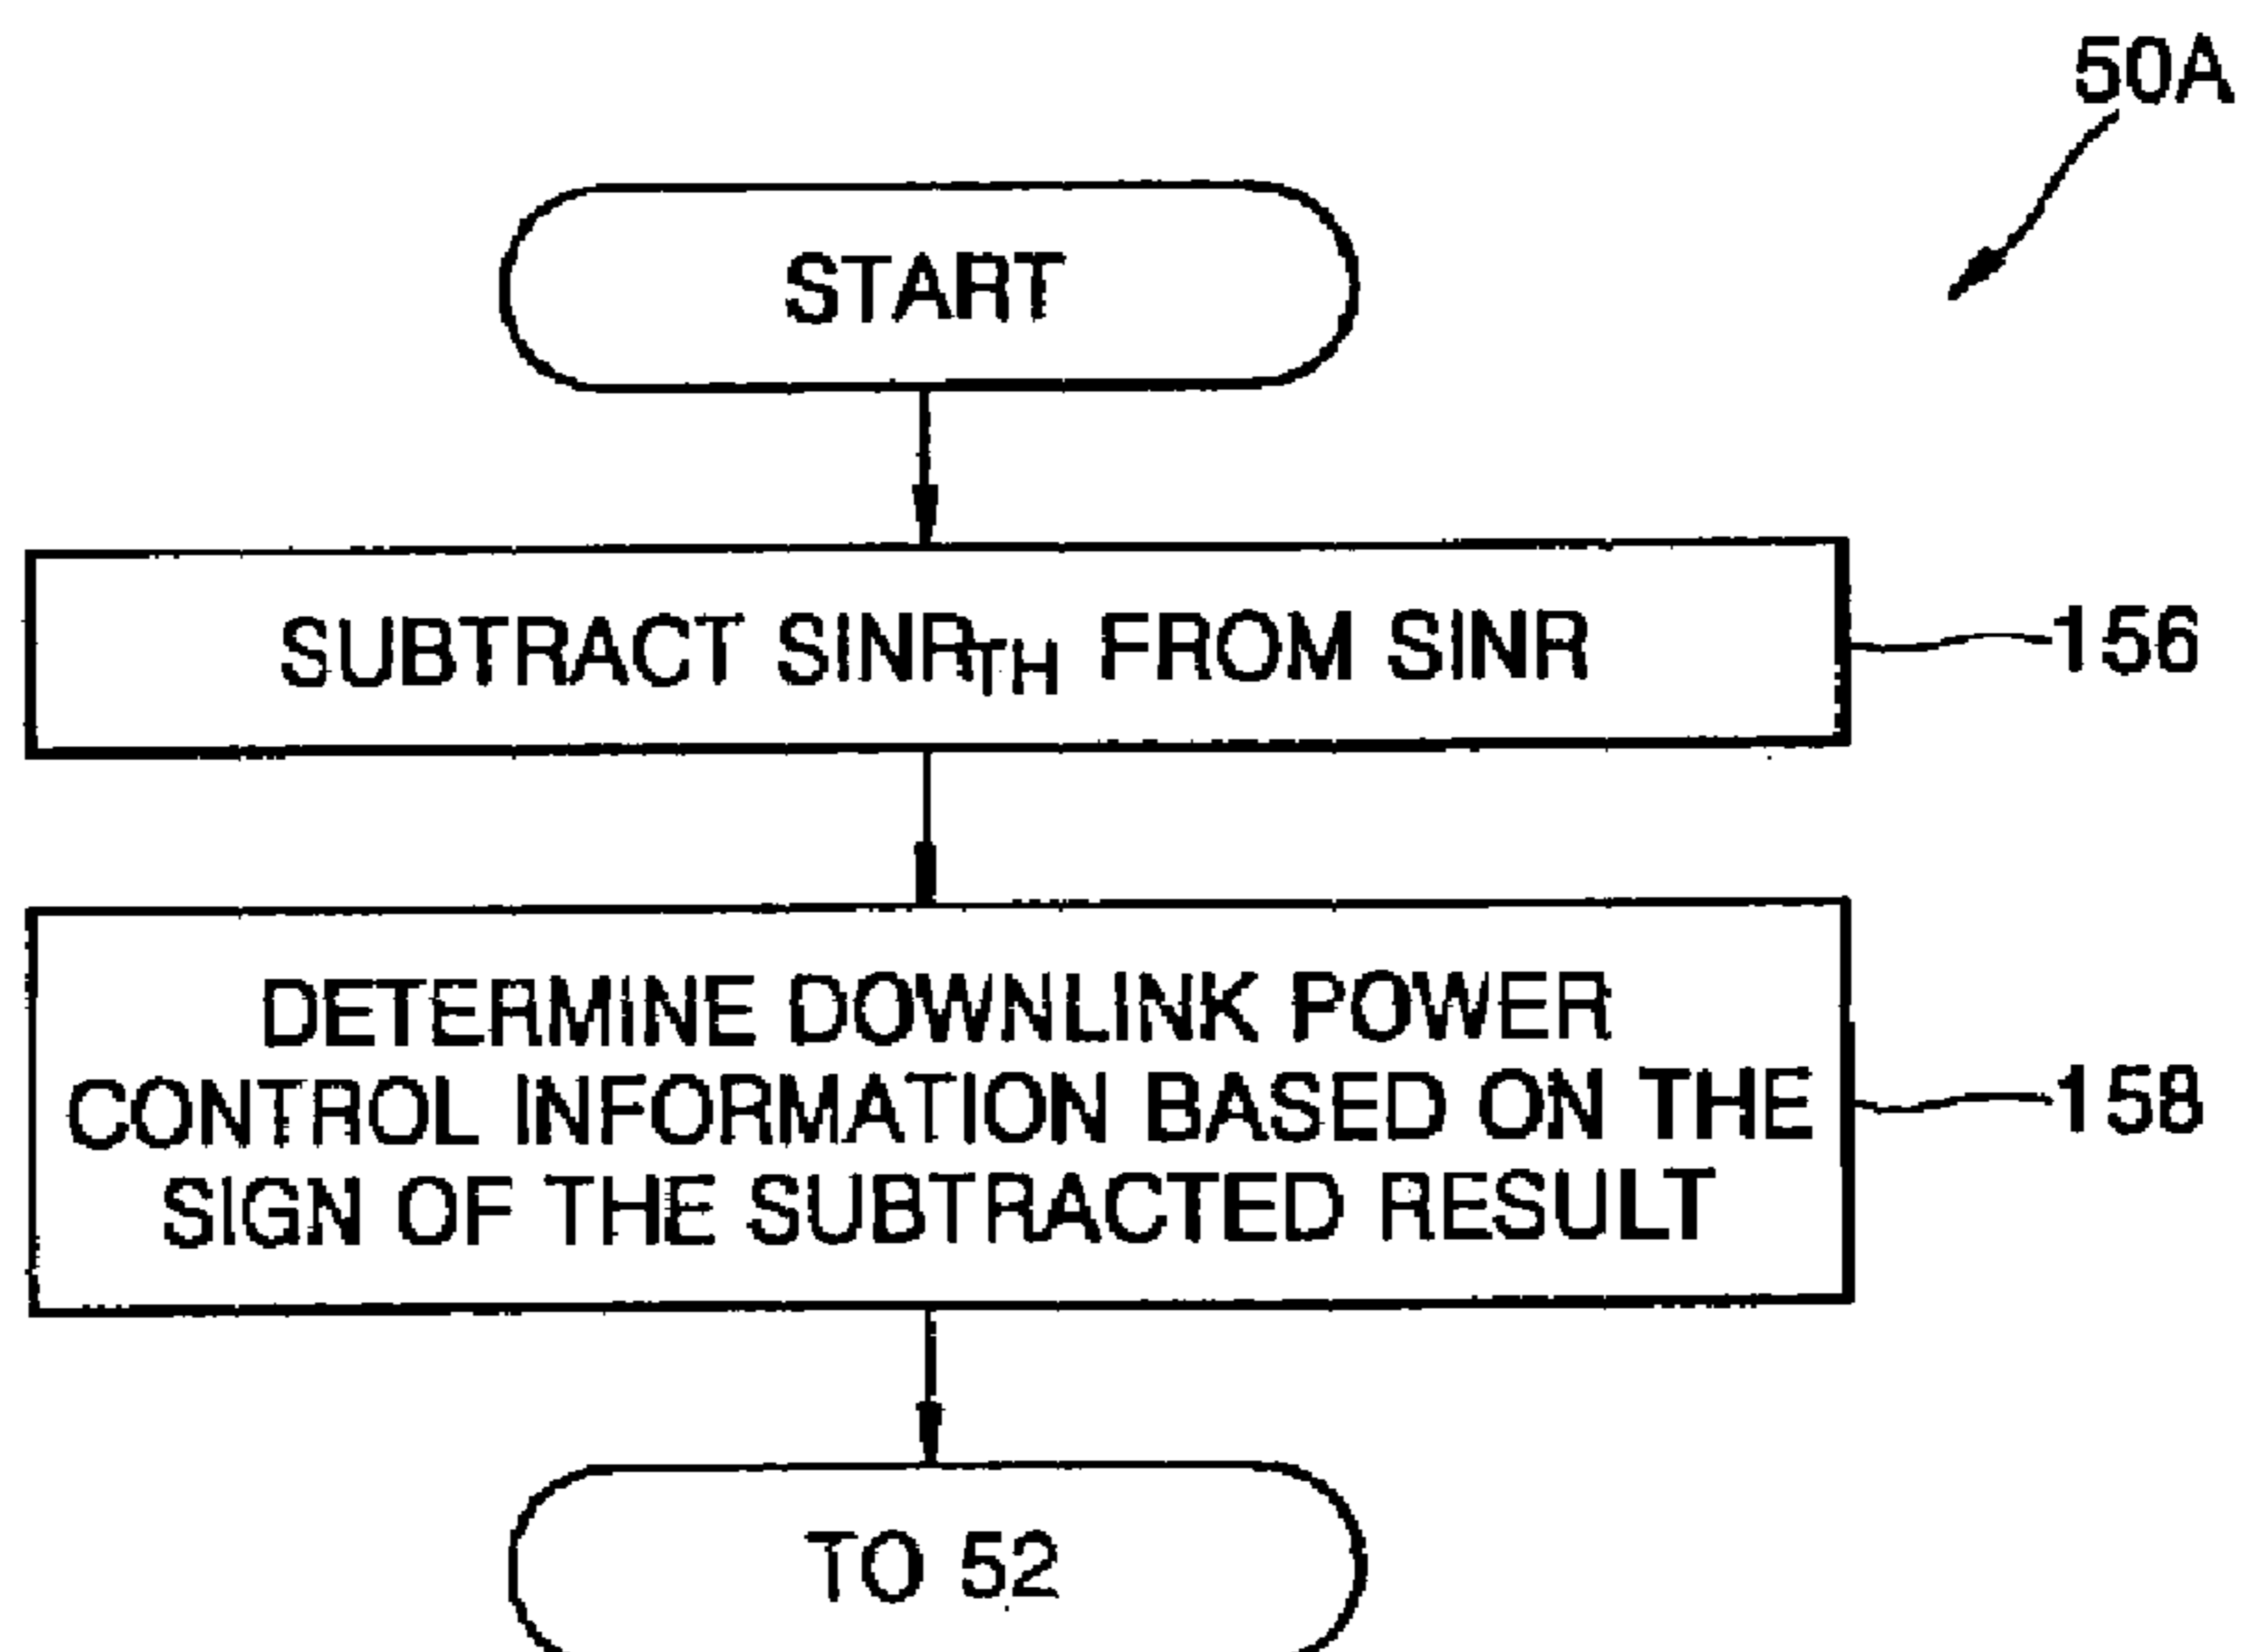 50A
START
SUBTRACT SINR_TH FROM SINR
156
DETERMINE DOWNLINK POWER
CONTROL INFORMATION BASED ON THE
SIGN OF THE SUBTRACTED RESULT
158
TO 52